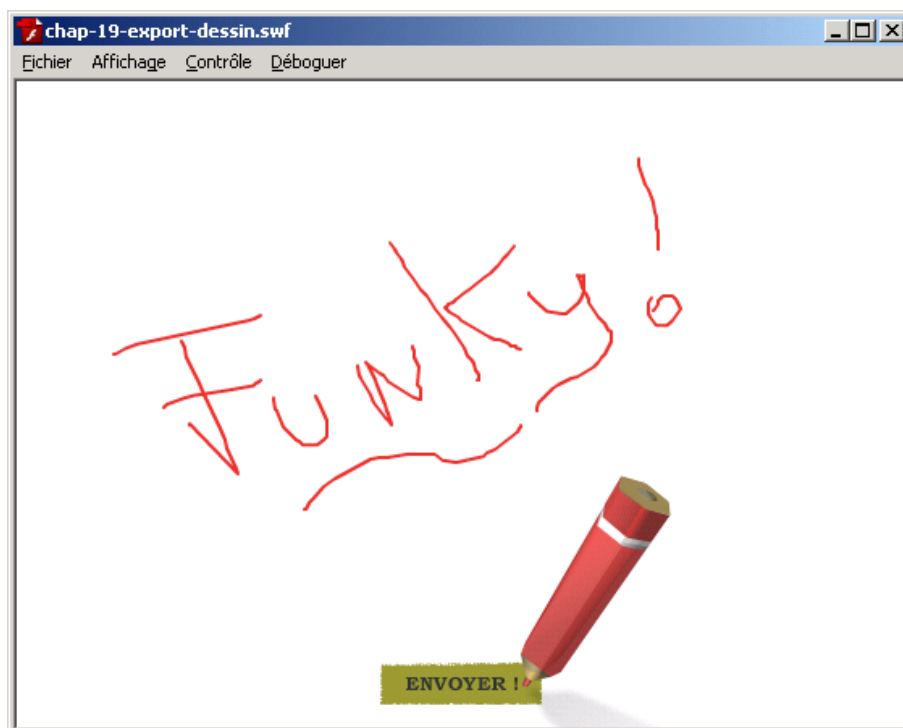 chap-19-export-dessin.swf
Fichier Affichage Contrôle Déboguer
Funky!
ENVOYER !